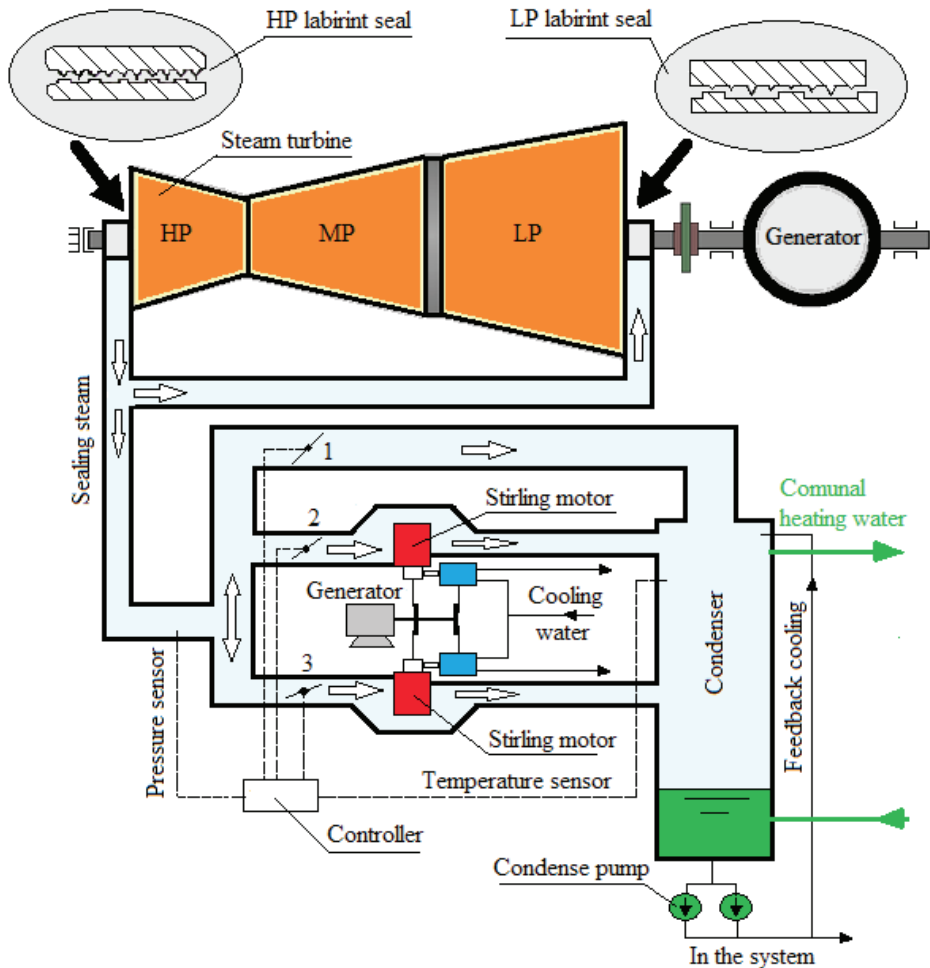 HP labirint seal
LP labirint seal
Steam turbine
HP
MP
LP
Generator
Sealing steam
1
Stirling motor
Comunal
heating water
2
Generator
Cooling
water
3
Condenser
Feedback cooling
Pressure sensor
Stirling motor
Temperature sensor
Controller
Condense pump
In the system